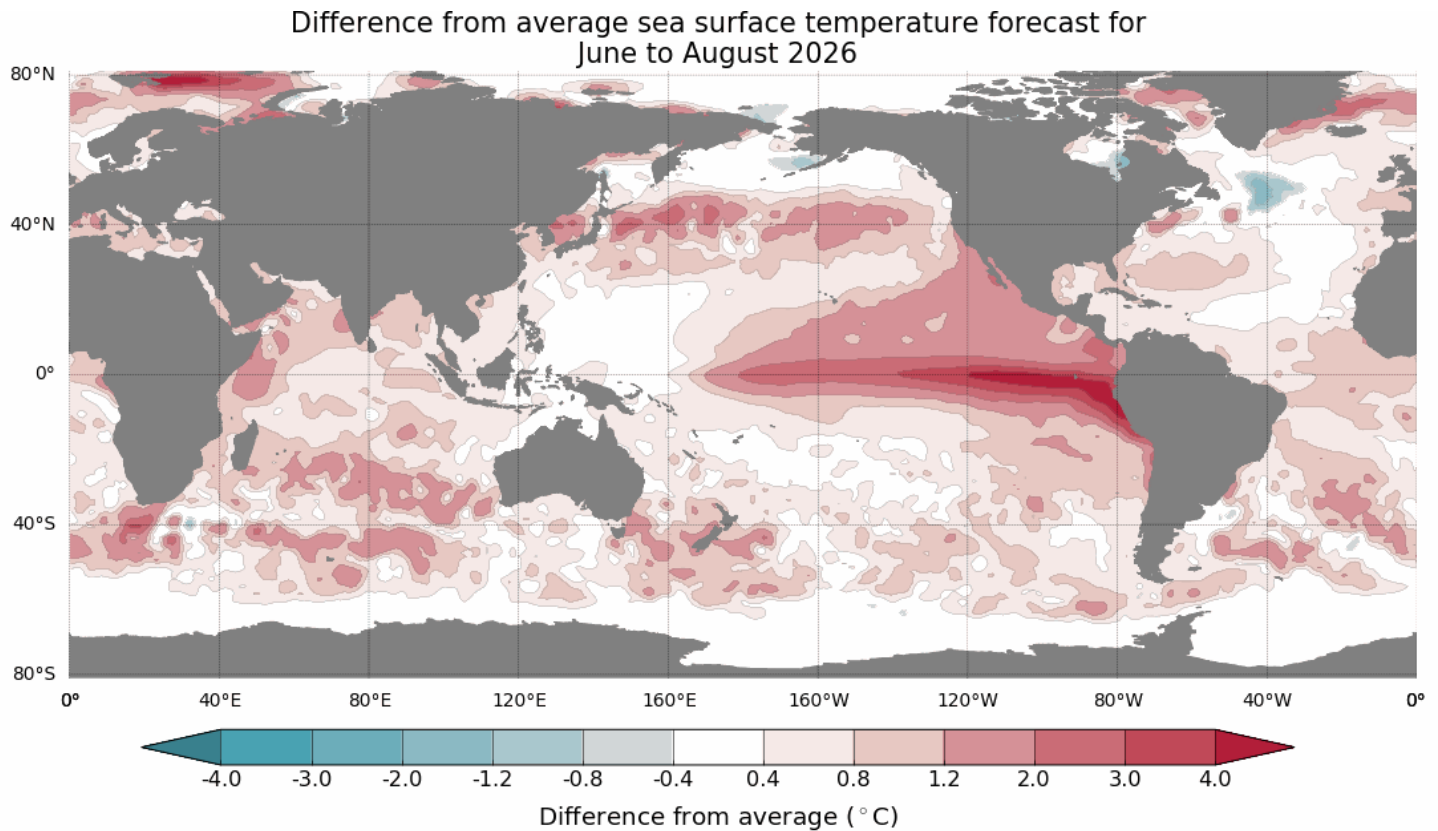 Difference from average sea surface temperature forecast for
June to August 2026
80°N
40°N
0°
40°S
80°S
0° 40°E 80°E 120°E 160°E 160°W 120°W 80°W 40°W 0°
-4.0 -3.0 -2.0 -1.2 -0.8 -0.4 0.4 0.8 1.2 2.0 3.0 4.0
Difference from average (°C)